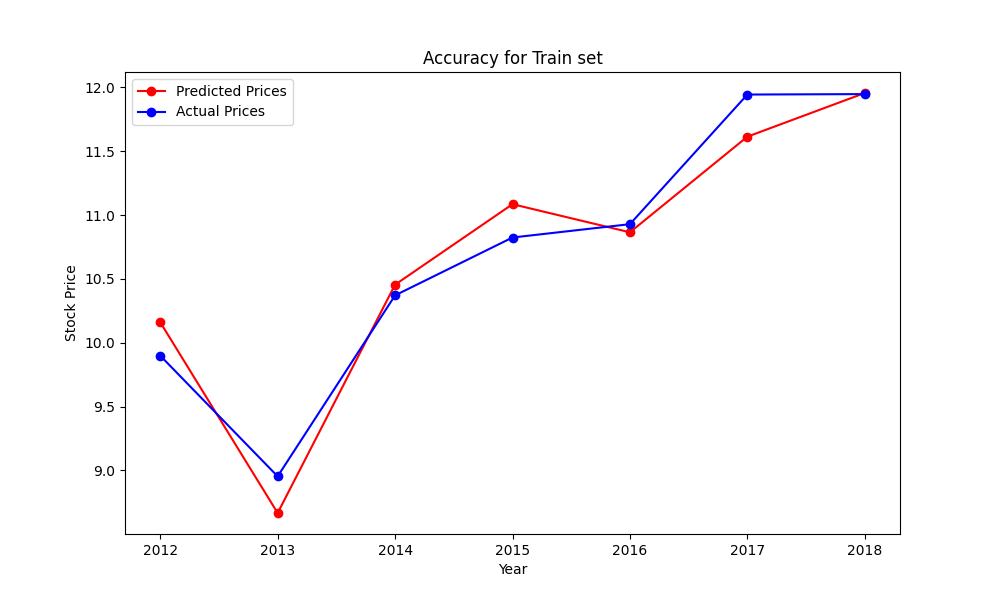 Accuracy for Train set
Predicted Prices
Actual Prices
12.0
11.5
11.0
10.5
10.0
9.5
9.0
Stock Price
2012 2013 2014 2015 2016 2017 2018
Year